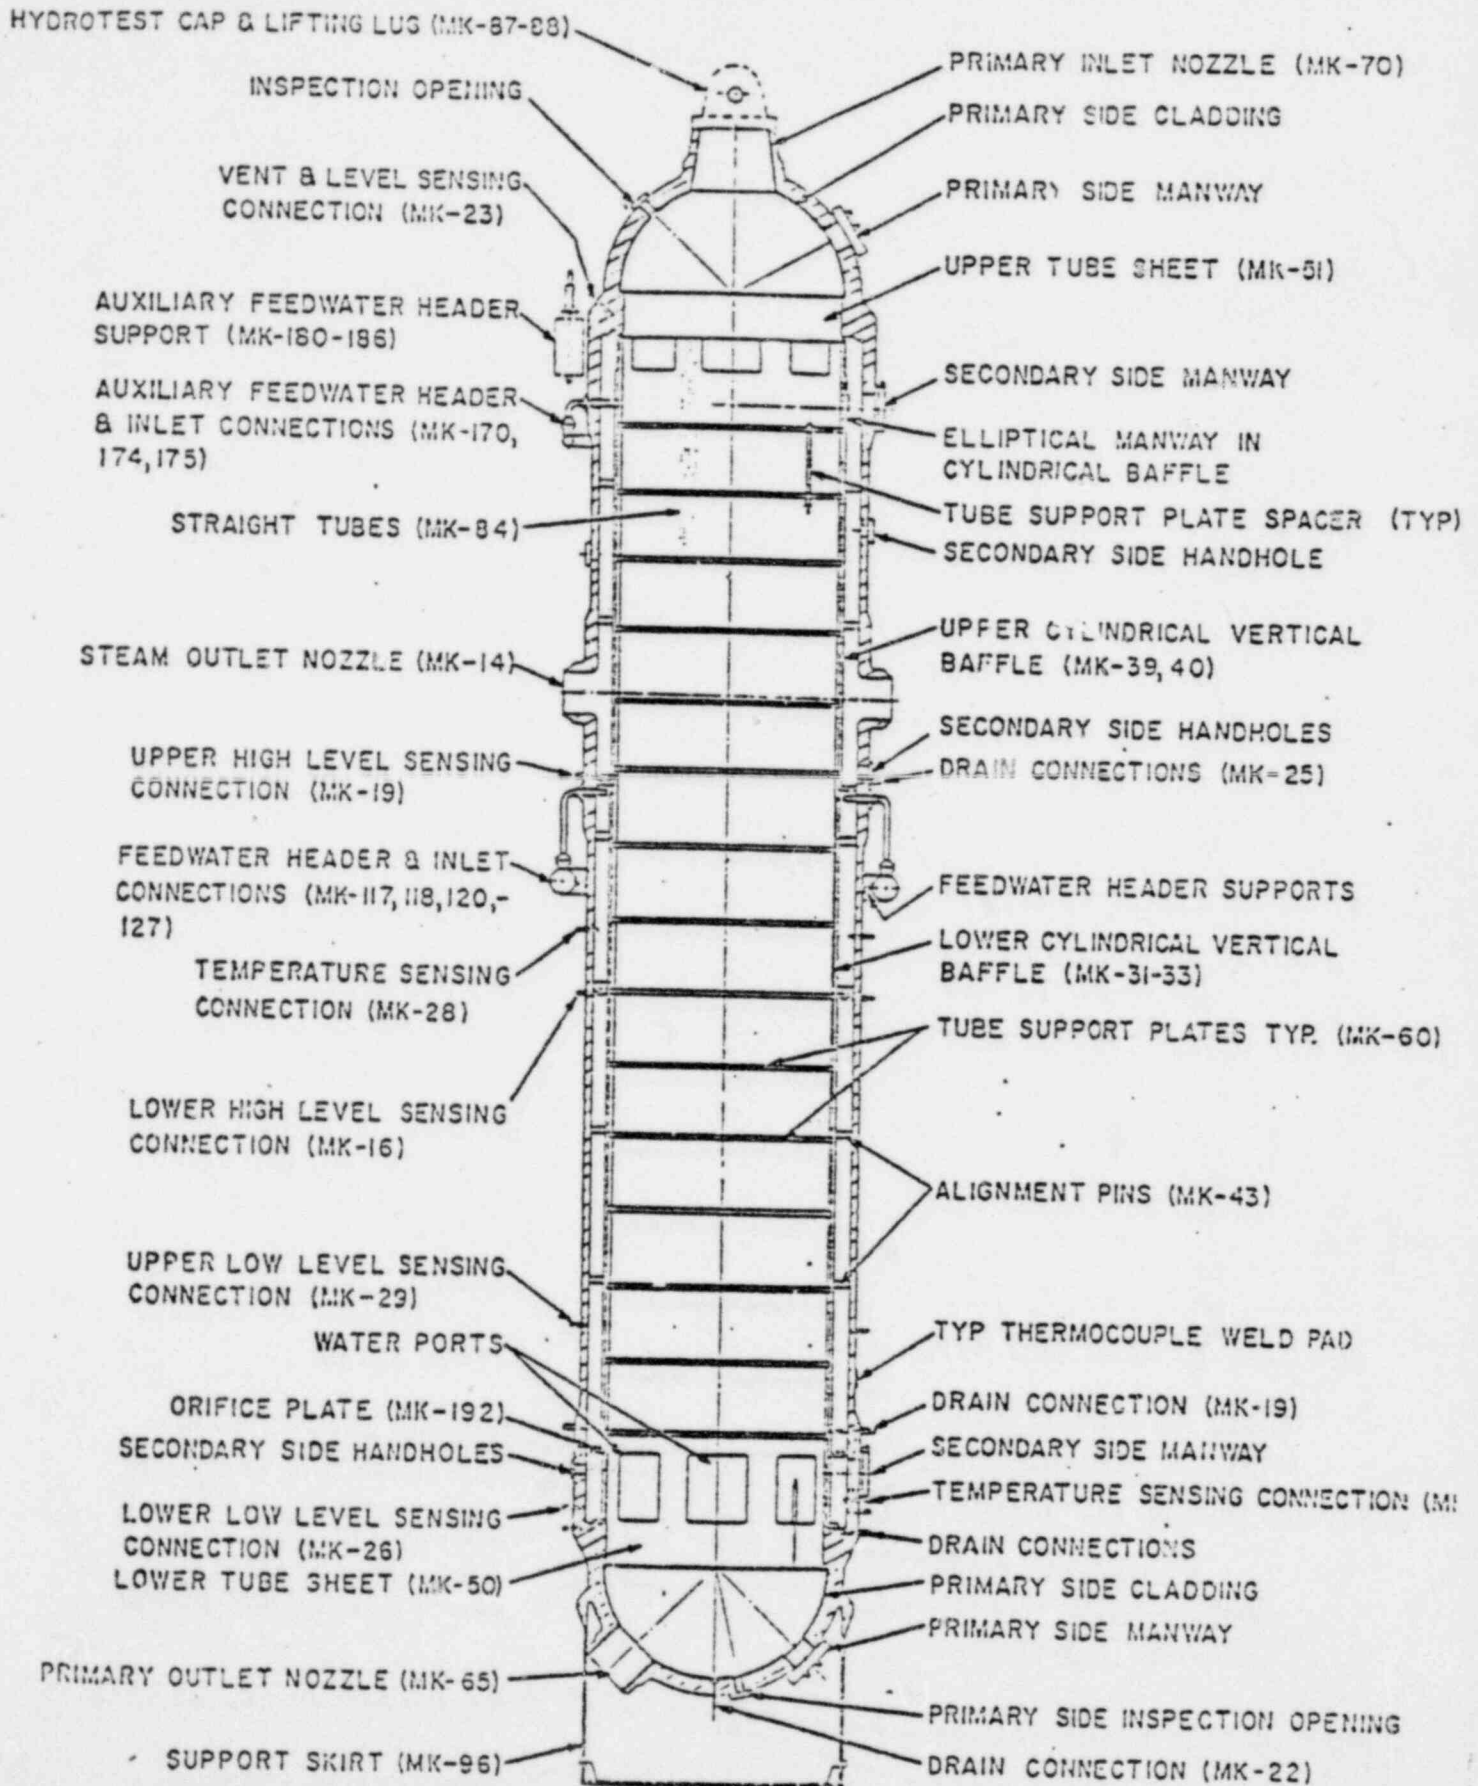 HYDROTEST CAP & LIFTING LUG (MK-87-88)
INSPECTION OPENING
VENT & LEVEL SENSING
CONNECTION (MK-23)
AUXILIARY FEEDWATER HEADER
SUPPORT (MK-180-186)
AUXILIARY FEEDWATER HEADER
& INLET CONNECTIONS (MK-170,
174,175)
STRAIGHT TUBES (MK-84)
STEAM OUTLET NOZZLE (MK-14)
UPPER HIGH LEVEL SENSING
CONNECTION (MK-19)
FEEDWATER HEADER & INLET
CONNECTIONS (MK-117,118,120,-
127)
TEMPERATURE SENSING
CONNECTION (MK-28)
LOWER HIGH LEVEL SENSING
CONNECTION (MK-16)
UPPER LOW LEVEL SENSING
CONNECTION (MK-29)
WATER PORTS
ORIFICE PLATE (MK-192)
SECONDARY SIDE HANDHOLES
LOWER LOW LEVEL SENSING
CONNECTION (MK-26)
LOWER TUBE SHEET (MK-50)
PRIMARY OUTLET NOZZLE (MK-65)
SUPPORT SKIRT (MK-96)
PRIMARY INLET NOZZLE (MK-70)
PRIMARY SIDE CLADDING
PRIMARY SIDE MANWAY
UPPER TUBE SHEET (MK-51)
SECONDARY SIDE MANWAY
ELLIPTICAL MANWAY IN
CYLINDRICAL BAFFLE
TUBE SUPPORT PLATE SPACER (TYP)
SECONDARY SIDE HANDHOLE
UPPER CYLINDRICAL VERTICAL
BAFFLE (MK-39,40)
SECONDARY SIDE HANDHOLES
DRAIN CONNECTIONS (MK-25)
FEEDWATER HEADER SUPPORTS
LOWER CYLINDRICAL VERTICAL
BAFFLE (MK-31-33)
TUBE SUPPORT PLATES TYP. (MK-60)
ALIGNMENT PINS (MK-43)
TYP THERMOCOUPLE WELD PAD
DRAIN CONNECTION (MK-19)
SECONDARY SIDE MANWAY
TEMPERATURE SENSING CONNECTION
DRAIN CONNECTIONS
PRIMARY SIDE CLADDING
PRIMARY SIDE MANWAY
PRIMARY SIDE INSPECTION OPENING
DRAIN CONNECTION (MK-22)